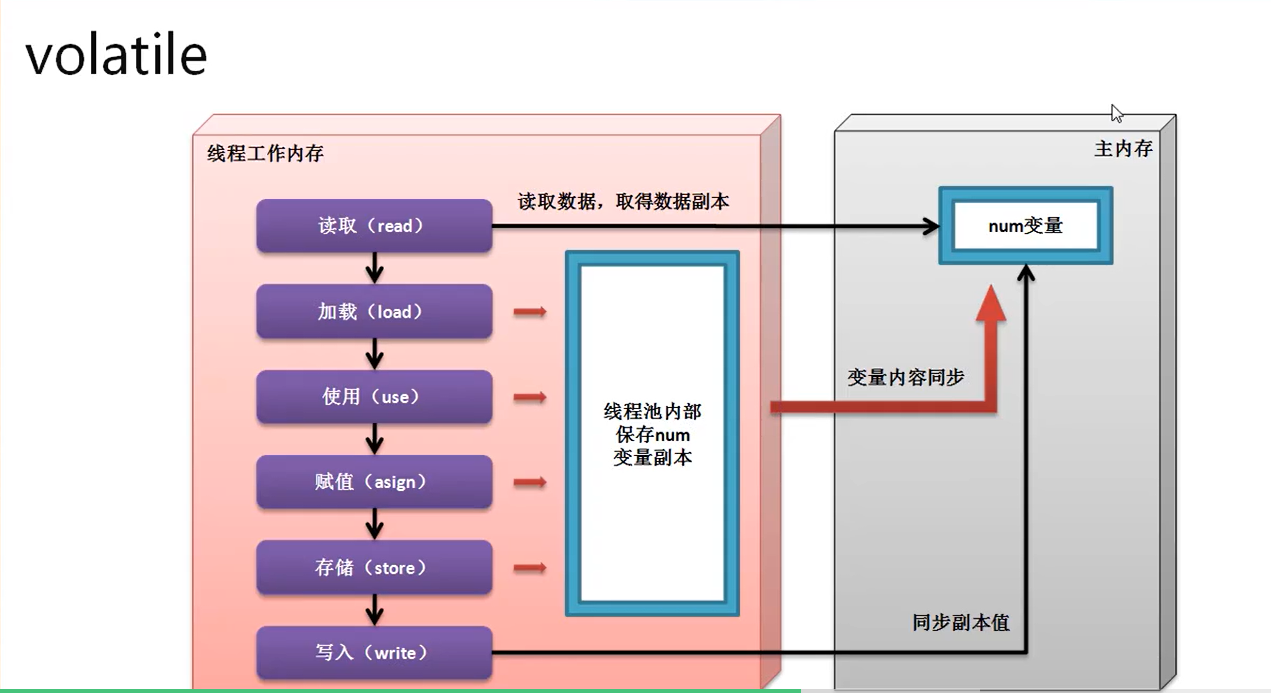 volatile
线程工作内存
主内存
读取数据，取得数据副本
读取（read）
num变量
加载（load）
变量内容同步
使用（use）
线程池内部
保存num
变量副本
赋值（asign）
存储（store）
同步副本值
写入（write）